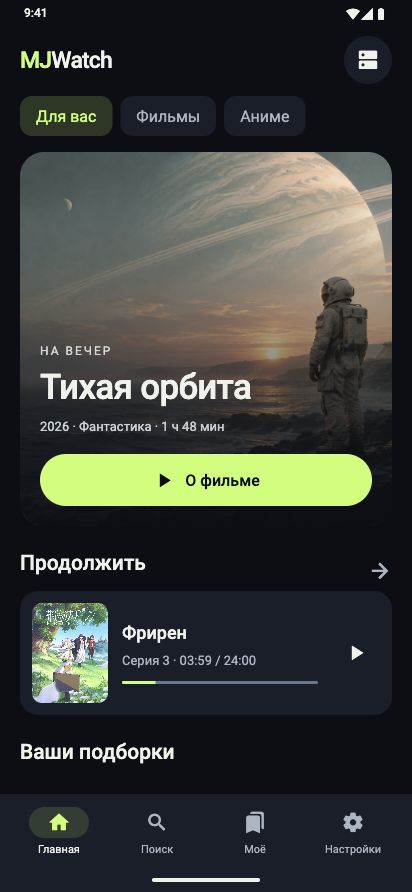 9:41
MJWatch
Для вас
Фильмы
Аниме
НА ВЕЧЕР
Тихая орбита
2026 · Фантастика · 1 ч 48 мин
О фильме
Продолжить
Фрирен
Серия 3 · 03:59 / 24:00
Ваши подборки
Главная
Поиск
Моё
Настройки